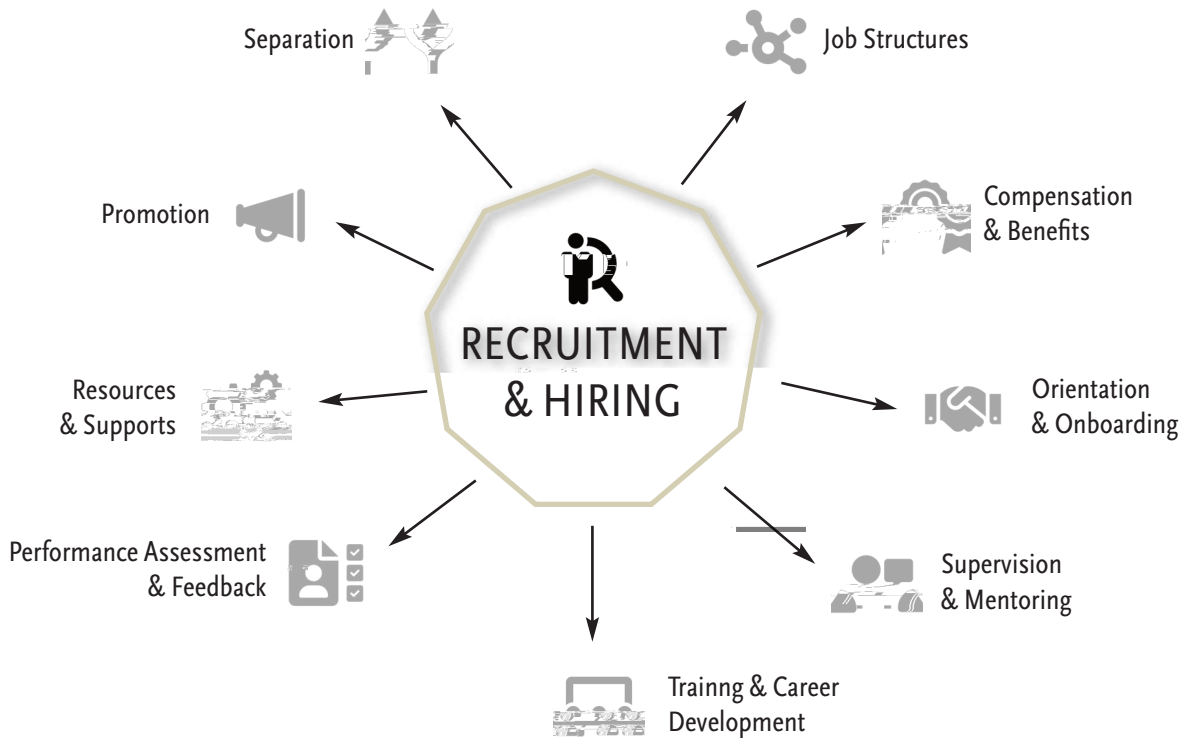 Separation
Job Structures
Promotion
Compensation
& Benefits
RECRUITMENT
& HIRING
Resources
& Supports
Orientation
& Onboarding
Performance Assessment
& Feedback
Supervision
& Mentoring
Trainng & Career
Development